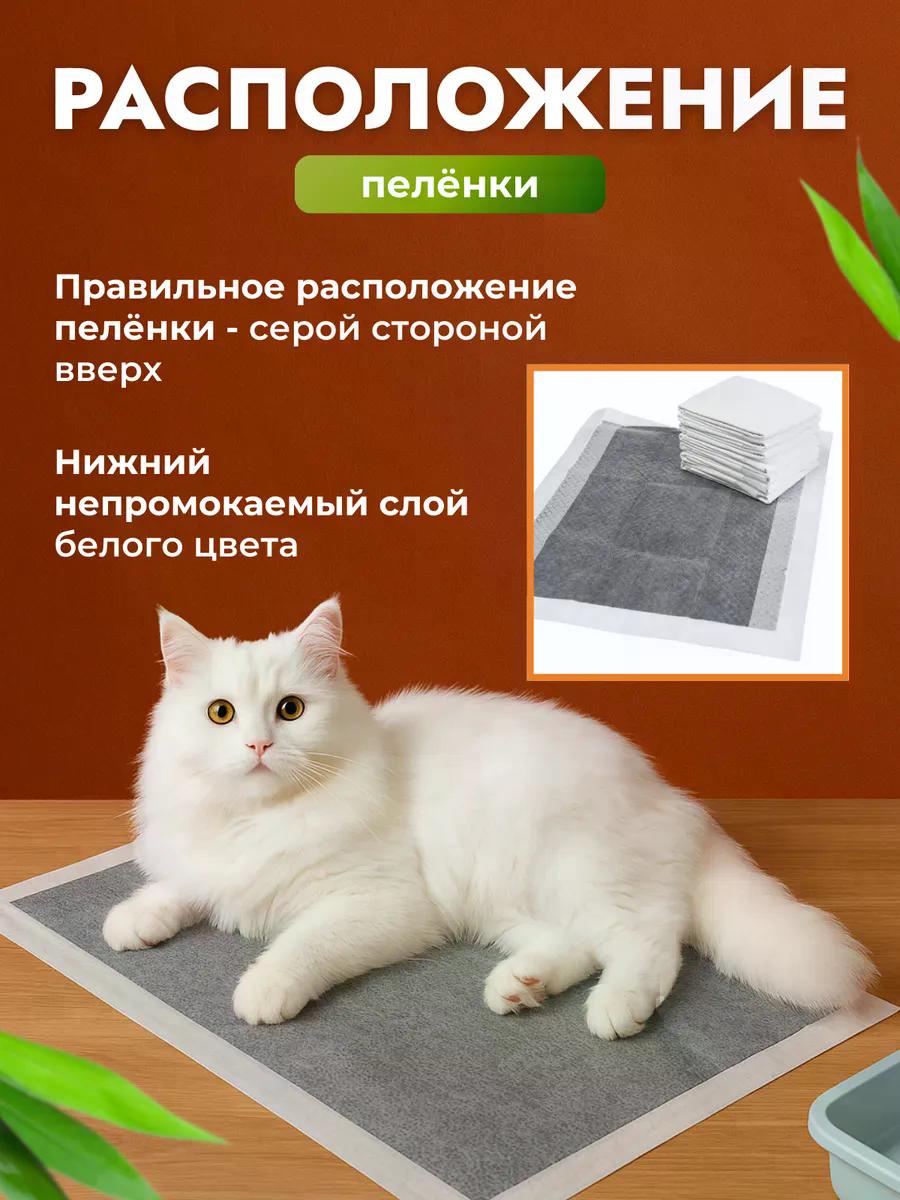 РАСПОЛОЖЕНИЕ
пелёнки
Правильное расположение
пелёнки - серой стороной
вверх
Нижний
непромокаемый слой
белого цвета